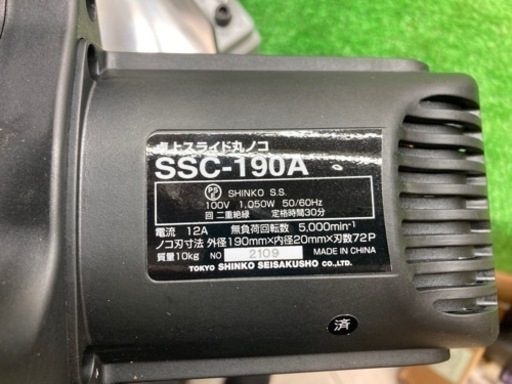 卓上スライド丸ノコ
SSC-190A
PS E SHINKO S.S.
100V 1,050W 50/60Hz
回 二重絶縁 定格時間30分
電流 12A 無負荷回転数 5,000min⁻¹
ノコ刃寸法 外径190mm×内径20mm×刃数72P
質量10kg NO 2109 MADE IN CHINA
TOKYO SHINKO SEISAKUSHO CO.,LTD.
済